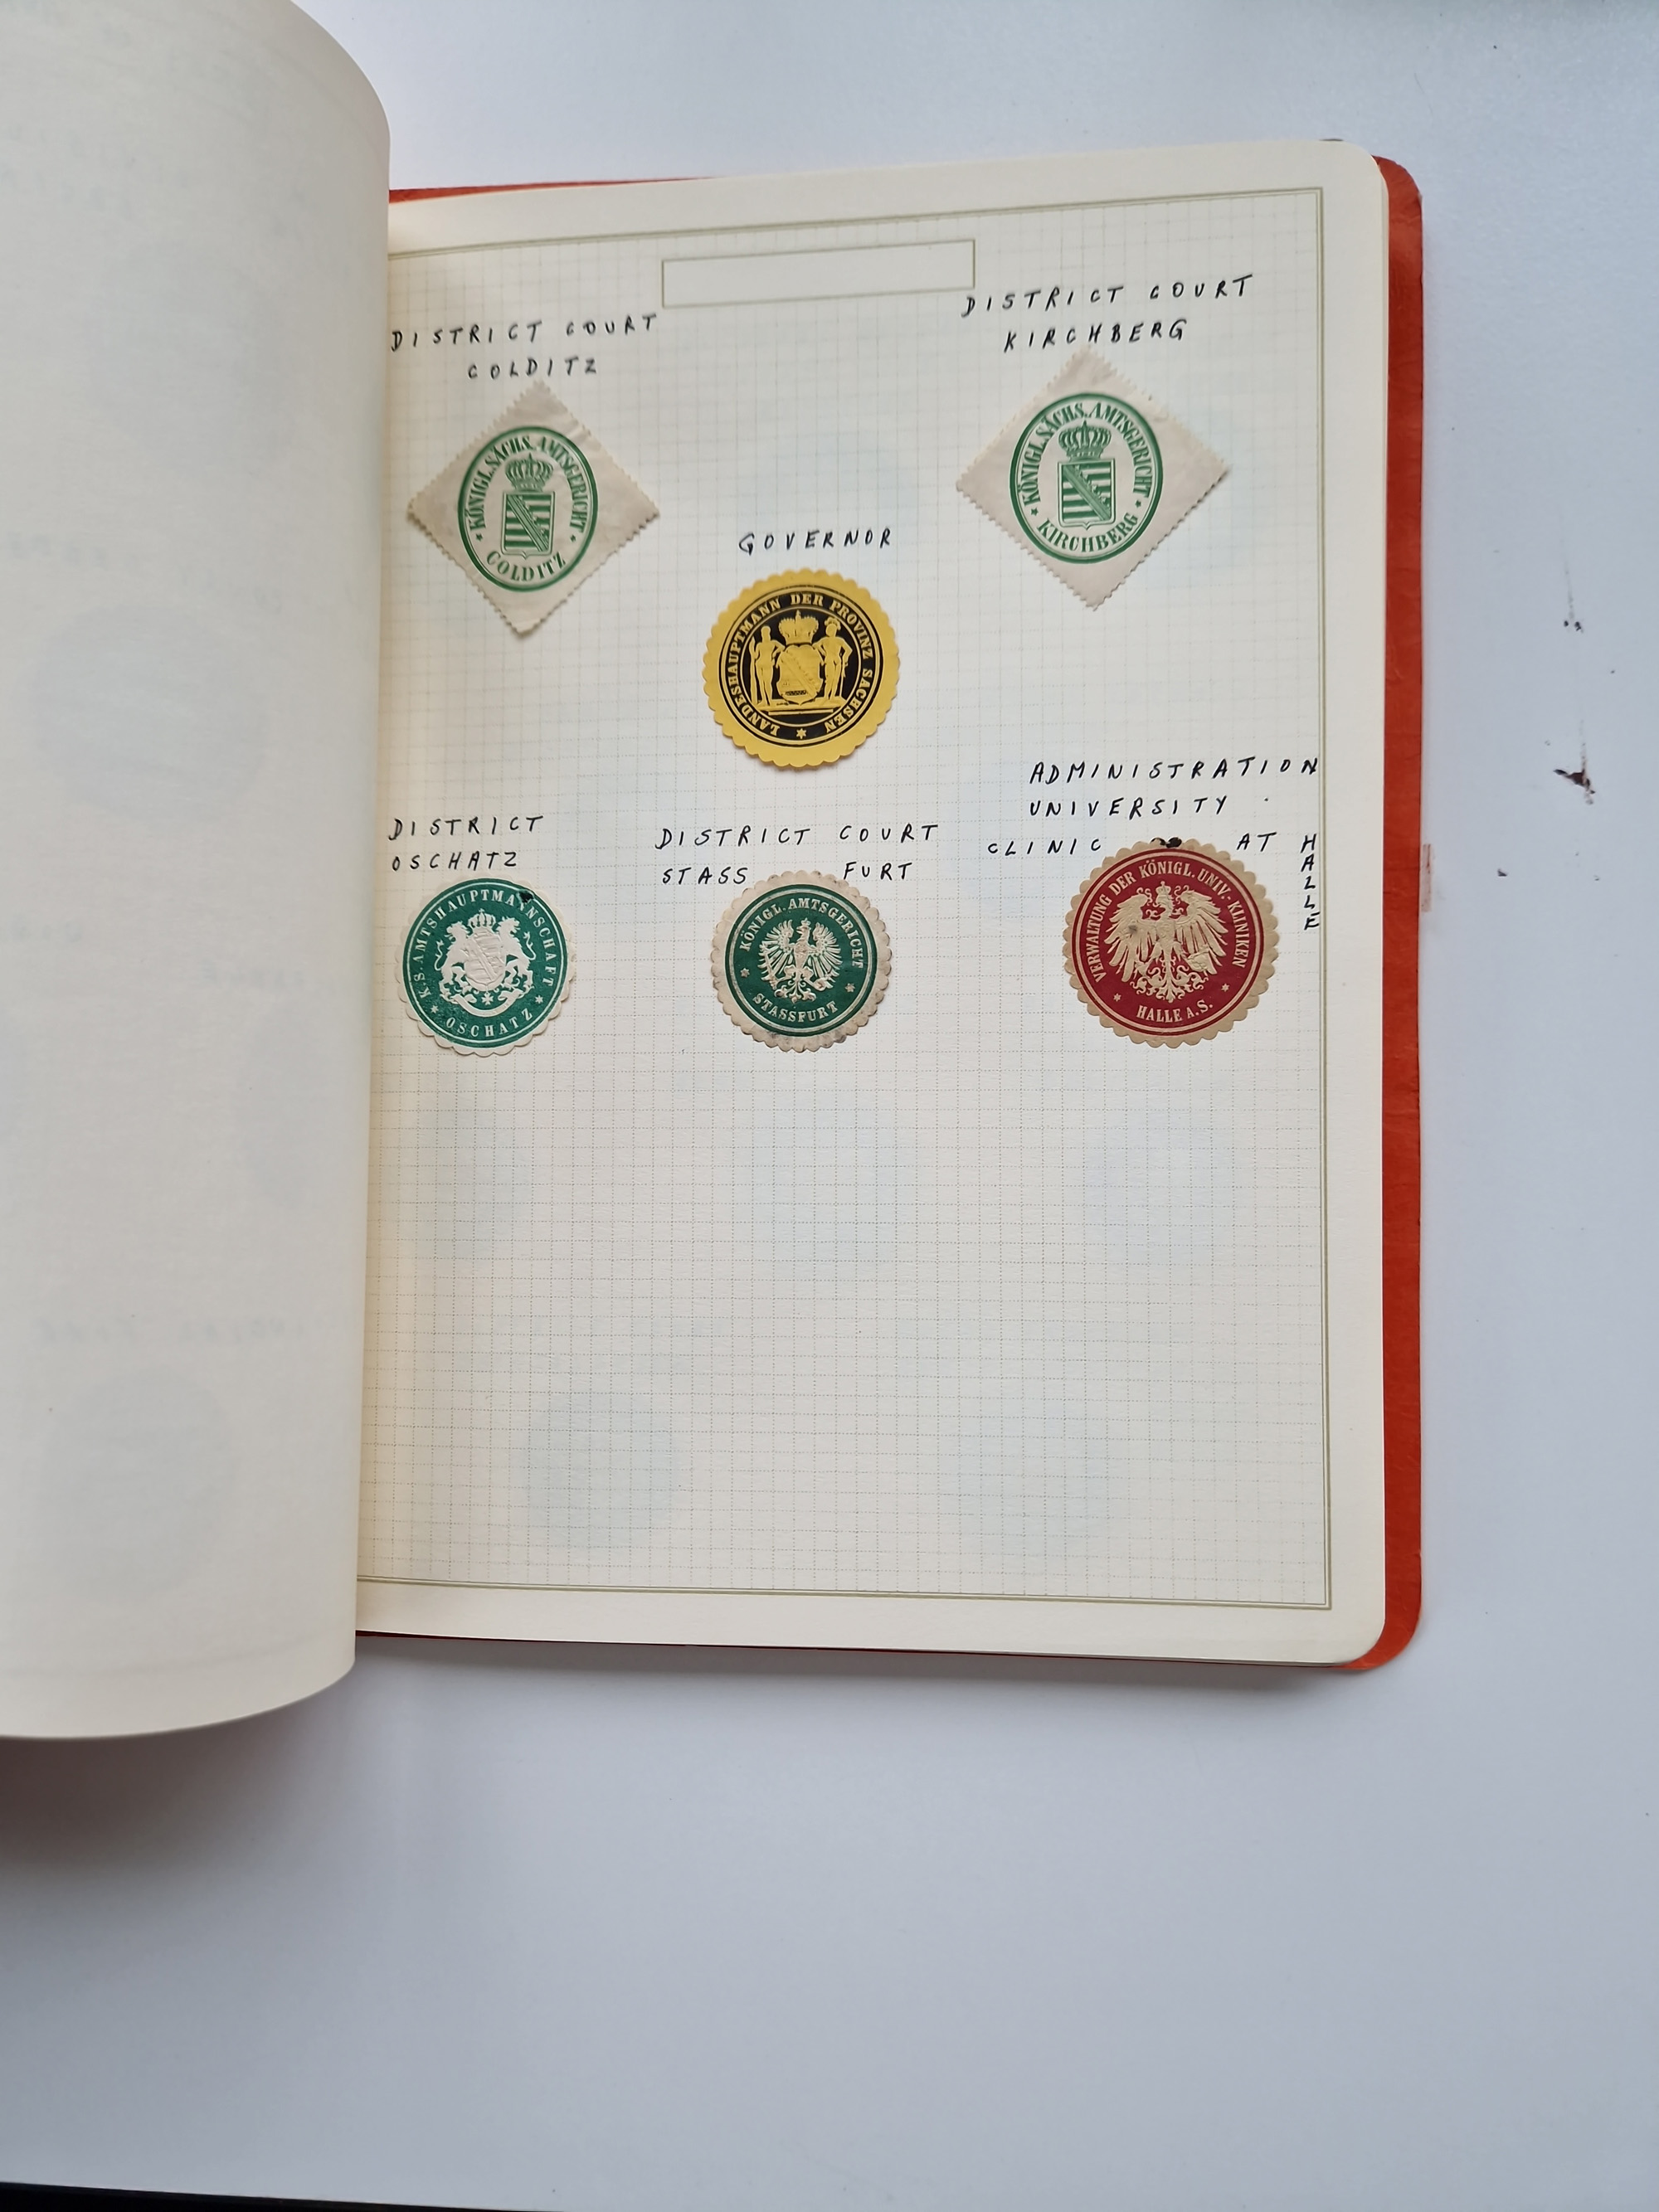 DISTRICT COURT
COLDITZ
KÖNIGL. SÄCHS. AMTSGERICHT
COLDITZ
DISTRICT COURT
KIRCHBERG
KÖNIGL. SÄCHS. AMTSGERICHT
KIRCHBERG
GOVERNOR
LANDESHAUPTMANN DER PROVINZ SACHSEN
DISTRICT
OSCHATZ
K.S. AMTSHAUPTMANNSCHAFT
OSCHATZ
DISTRICT COURT
STASS FURT
KÖNIGL. AMTSGERICHT
STASSFURT
ADMINISTRATION
UNIVERSITY
CLINIC AT HALLE
VERWALTUNG DER KÖNIGL. UNIV.-KLINIKEN
HALLE A.S.